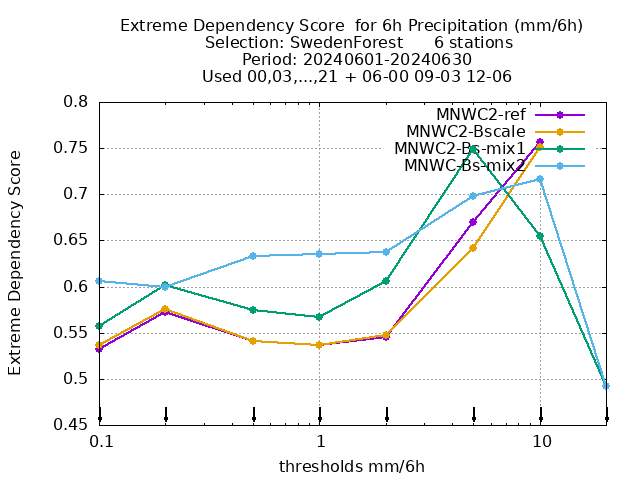 Extreme Dependency Score  for 6h Precipitation (mm/6h)
Selection: SwedenForest      6 stations
Period: 20240601-20240630
Used 00,03,...,21 + 06-00 09-03 12-06
MNWC2-ref
MNWC2-Bscale
MNWC2-Bs-mix1
MNWC-Bs-mix2
Extreme Dependency Score
0.8
0.75
0.7
0.65
0.6
0.55
0.5
0.45
0.1
1
10
thresholds mm/6h